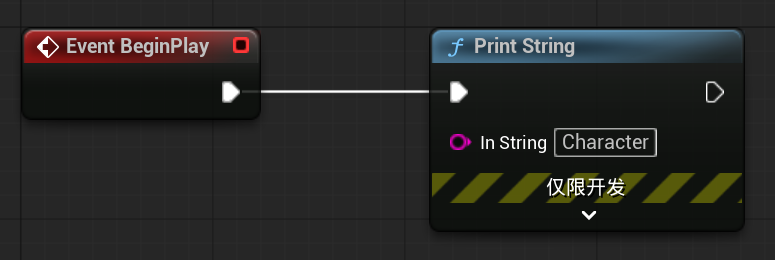 Event BeginPlay
Print String
In String Character
仅限开发